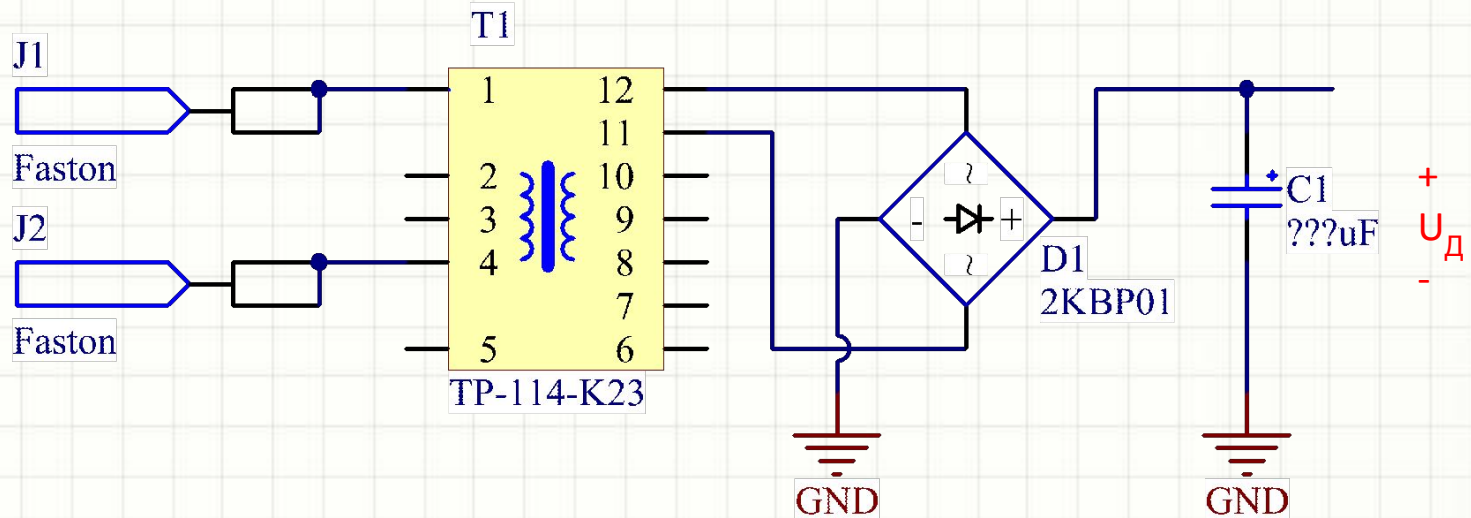 T1
J1
Faston
J2
Faston
1
2
3
4
5
12
11
10
9
8
7
6
TP-114-K23
~
- +
~
D1
2KBP01
C1
???uF
+
UД
-
GND
GND